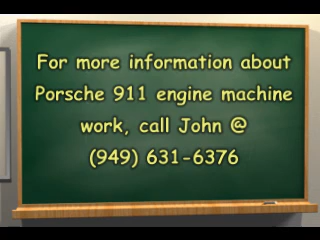 For more information about
Porsche 911 engine machine
work, call John @
(949) 631-6376